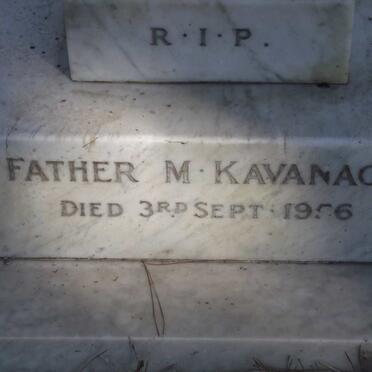 R·I·P.
FATHER M·KAVANAG
DIED 3RD SEPT·